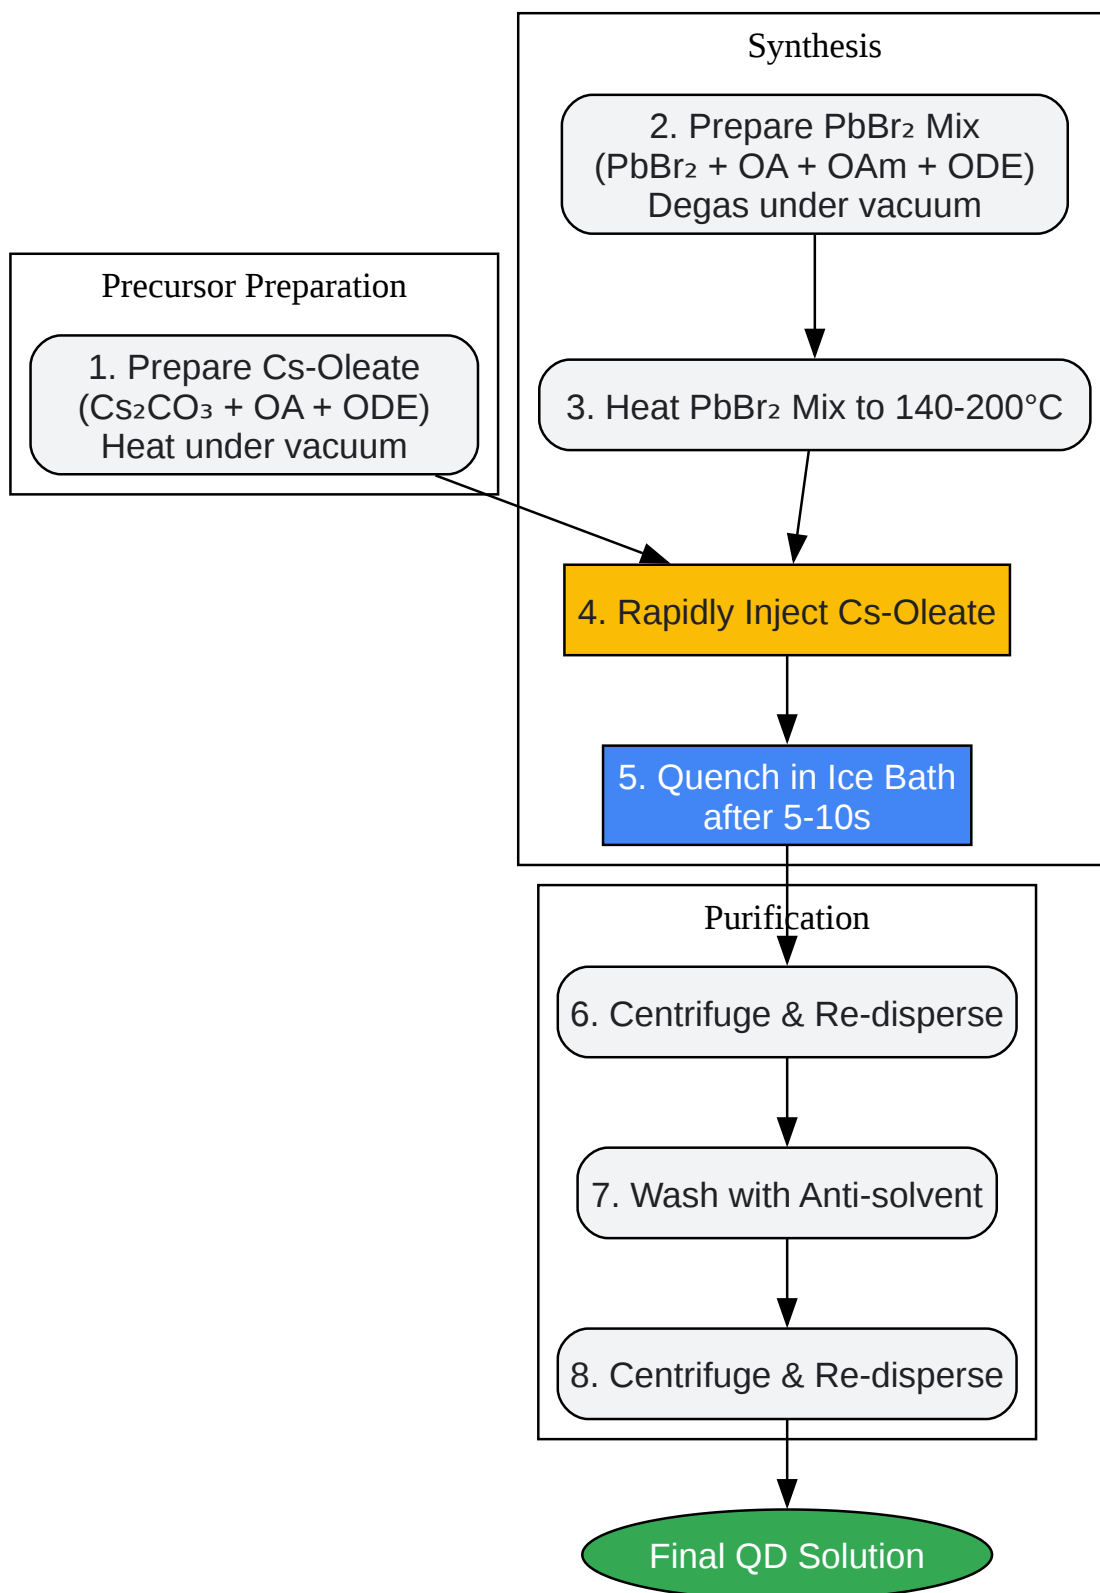 Synthesis
2. Prepare PbBr₂ Mix
(PbBr₂ + OA + OAm + ODE)
Degas under vacuum
Precursor Preparation
1. Prepare Cs-Oleate
(Cs₂CO₃ + OA + ODE)
Heat under vacuum
3. Heat PbBr₂ Mix to 140-200°C
4. Rapidly Inject Cs-Oleate
5. Quench in Ice Bath
after 5-10s
Purification
6. Centrifuge & Re-disperse
7. Wash with Anti-solvent
8. Centrifuge & Re-disperse
Final QD Solution